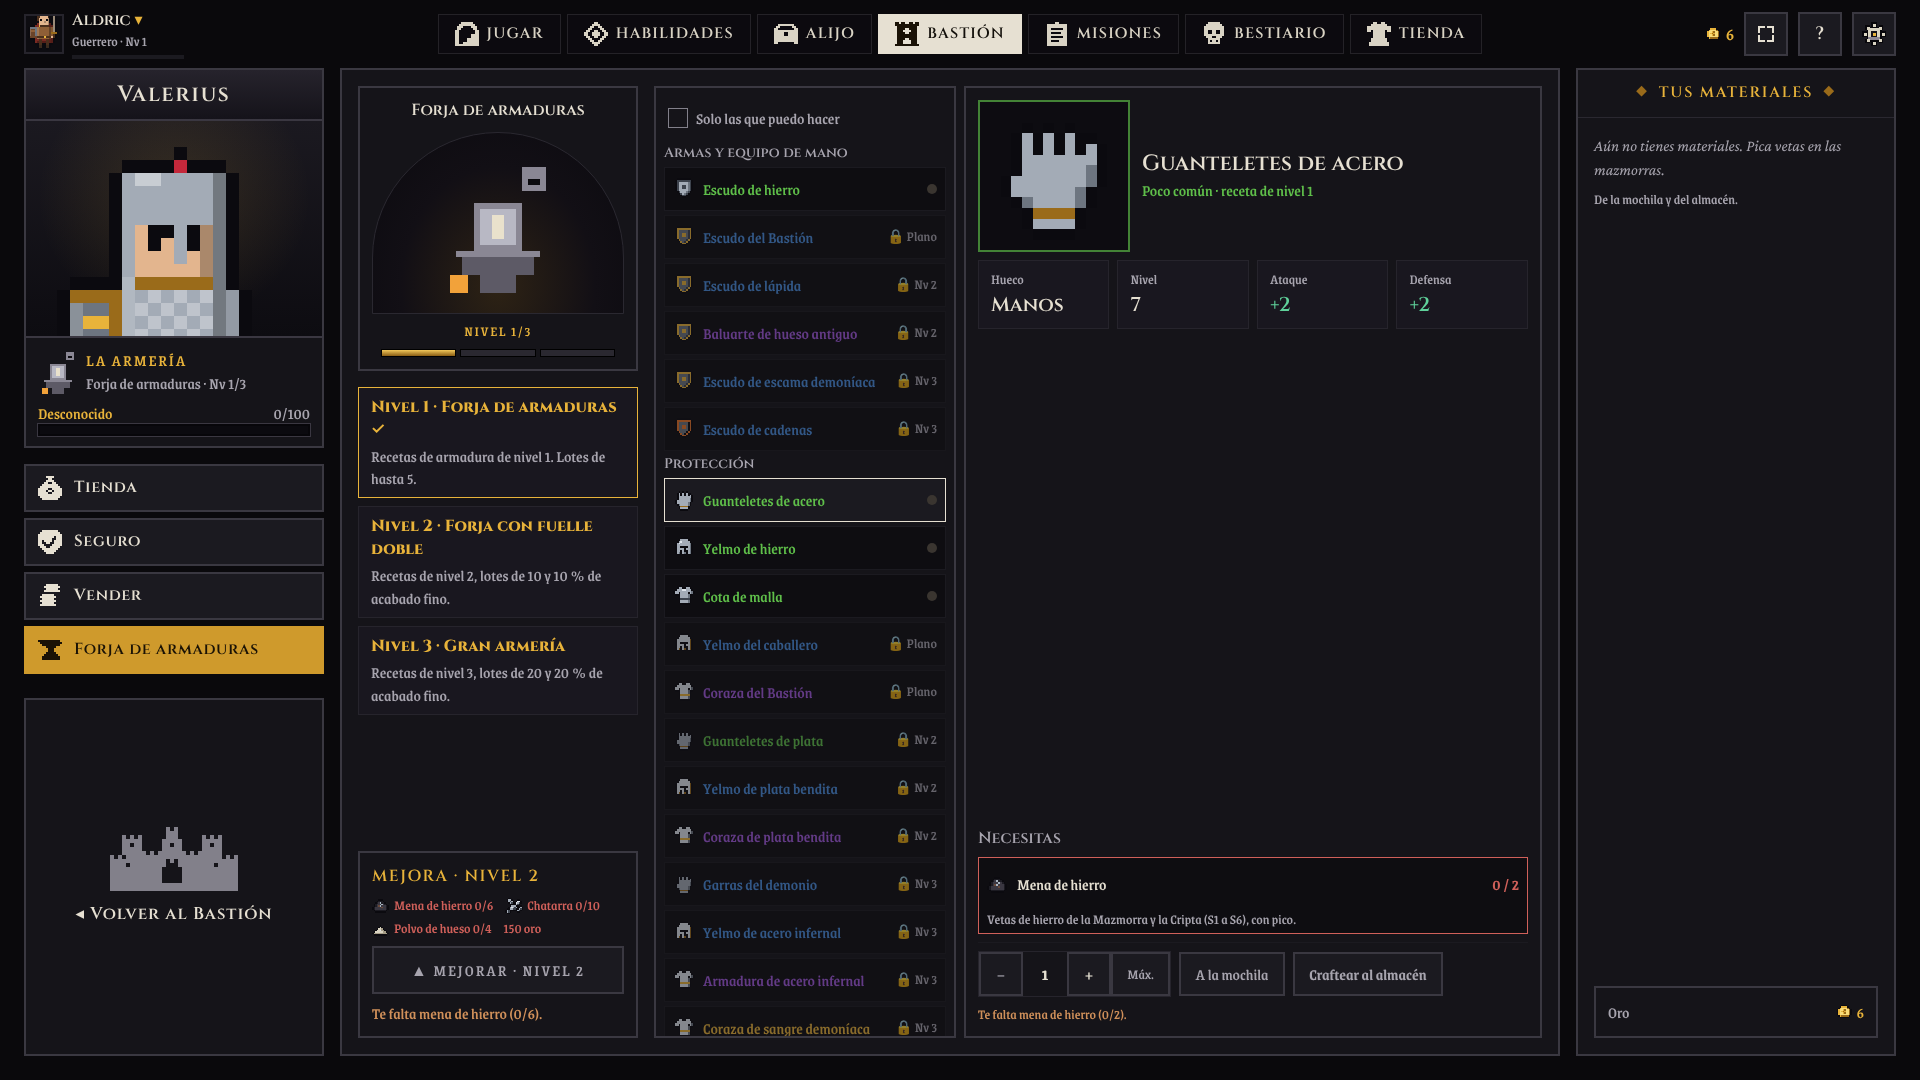 Aldric ▼
Guerrero · Nv 1
Jugar
Habilidades
Alijo
Bastión
Misiones
Bestiario
Tienda
6
?
Valerius
La Armería
Forja de armaduras · Nv 1/3
Desconocido 0/100
Tienda
Seguro
Vender
Forja de armaduras
◂ Volver al Bastión
Forja de armaduras
NIVEL 1/3
Nivel 1 · Forja de armaduras ✓
Recetas de armadura de nivel 1. Lotes de
hasta 5.
Nivel 2 · Forja con fuelle
doble
Recetas de nivel 2, lotes de 10 y 10 % de
acabado fino.
Nivel 3 · Gran armería
Recetas de nivel 3, lotes de 20 y 20 % de
acabado fino.
MEJORA · NIVEL 2
Mena de hierro 0/6 Chatarra 0/10
Polvo de hueso 0/4 150 oro
▲ MEJORAR · NIVEL 2
Te falta mena de hierro (0/6).
Solo las que puedo hacer
Armas y equipo de mano
Escudo de hierro
Escudo del Bastión Plano
Escudo de lápida Nv 2
Baluarte de hueso antiguo Nv 2
Escudo de escama demoníaca Nv 3
Escudo de cadenas Nv 3
Protección
Guanteletes de acero
Yelmo de hierro
Cota de malla
Yelmo del caballero Plano
Coraza del Bastión Plano
Guanteletes de plata Nv 2
Yelmo de plata bendita Nv 2
Coraza de plata bendita Nv 2
Garras del demonio Nv 3
Yelmo de acero infernal Nv 3
Armadura de acero infernal Nv 3
Coraza de sangre demoníaca Nv 3
Guanteletes de acero
Poco común · receta de nivel 1
Hueco
Manos
Nivel
7
Ataque
+2
Defensa
+2
Necesitas
Mena de hierro 0 / 2
Vetas de hierro de la Mazmorra y la Cripta (S1 a S6), con pico.
− 1 + Máx. A la mochila Craftear al almacén
Te falta mena de hierro (0/2).
◆ TUS MATERIALES ◆
Aún no tienes materiales. Pica vetas en las
mazmorras.
De la mochila y del almacén.
Oro 6